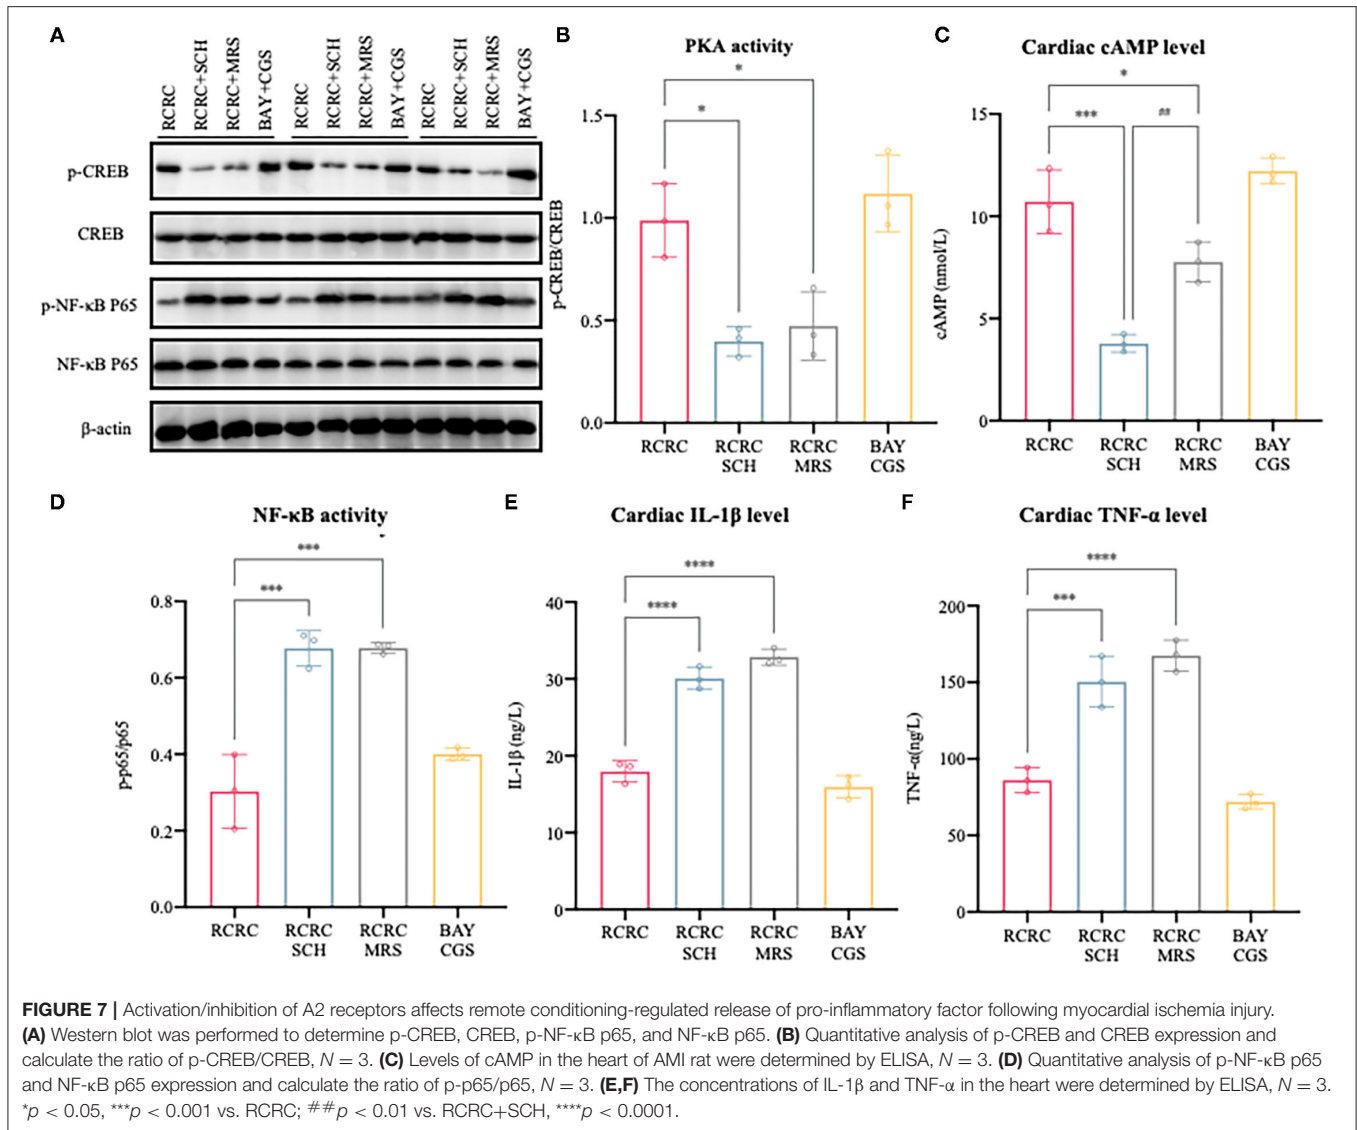 A
RCRC
RCRC+SCH
RCRC+MRS
BAY+CGS
RCRC
RCRC+SCH
RCRC+MRS
BAY+CGS
RCRC
RCRC+SCH
RCRC+MRS
BAY+CGS
p-CREB
CREB
p-NF-κB P65
NF-κB P65
β-actin
B
PKA activity
*
*
p-CREB/CREB
1.5
1.0
0.5
0.0
RCRC
RCRC
SCH
RCRC
MRS
BAY
CGS
C
Cardiac cAMP level
*
***
##
cAMP (nmol/L)
15
10
5
0
RCRC
RCRC
SCH
RCRC
MRS
BAY
CGS
D
NF-κB activity
***
***
p-p65/p65
0.8
0.6
0.4
0.2
0.0
RCRC
RCRC
SCH
RCRC
MRS
BAY
CGS
E
Cardiac IL-1β level
****
****
IL-1β (ng/L)
40
30
20
10
0
RCRC
RCRC
SCH
RCRC
MRS
BAY
CGS
F
Cardiac TNF-α level
****
***
TNF-α(ng/L)
200
150
100
50
0
RCRC
RCRC
SCH
RCRC
MRS
BAY
CGS
FIGURE 7 | Activation/inhibition of A2 receptors affects remote conditioning-regulated release of pro-inflammatory factor following myocardial ischemia injury.
(A) Western blot was performed to determine p-CREB, CREB, p-NF-κB p65, and NF-κB p65. (B) Quantitative analysis of p-CREB and CREB expression and
calculate the ratio of p-CREB/CREB, N = 3. (C) Levels of cAMP in the heart of AMI rat were determined by ELISA, N = 3. (D) Quantitative analysis of p-NF-κB p65
and NF-κB p65 expression and calculate the ratio of p-p65/p65, N = 3. (E,F) The concentrations of IL-1β and TNF-α in the heart were determined by ELISA, N = 3.
*p < 0.05, ***p < 0.001 vs. RCRC; ##p < 0.01 vs. RCRC+SCH, ****p < 0.0001.